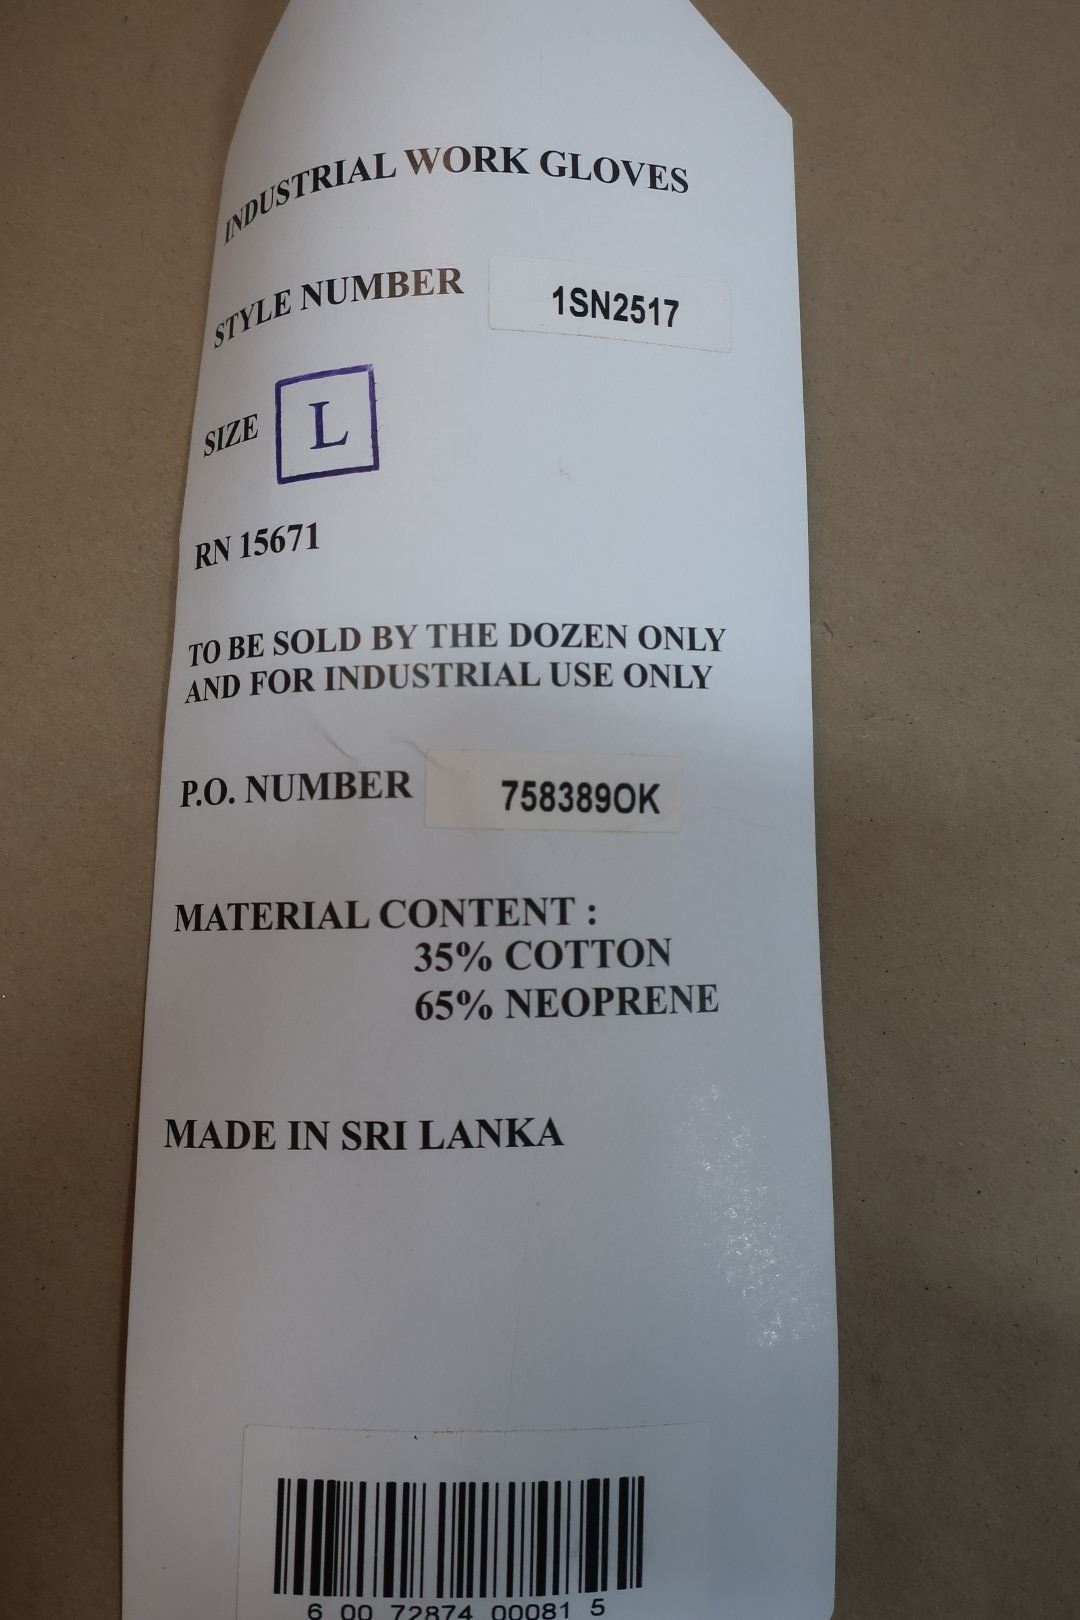 INDUSTRIAL WORK GLOVES
STYLE NUMBER 1SN2517
SIZE L
RN 15671
TO BE SOLD BY THE DOZEN ONLY
AND FOR INDUSTRIAL USE ONLY
P.O. NUMBER 758389OK
MATERIAL CONTENT :
35% COTTON
65% NEOPRENE
MADE IN SRI LANKA
6 00 72874 00081 5